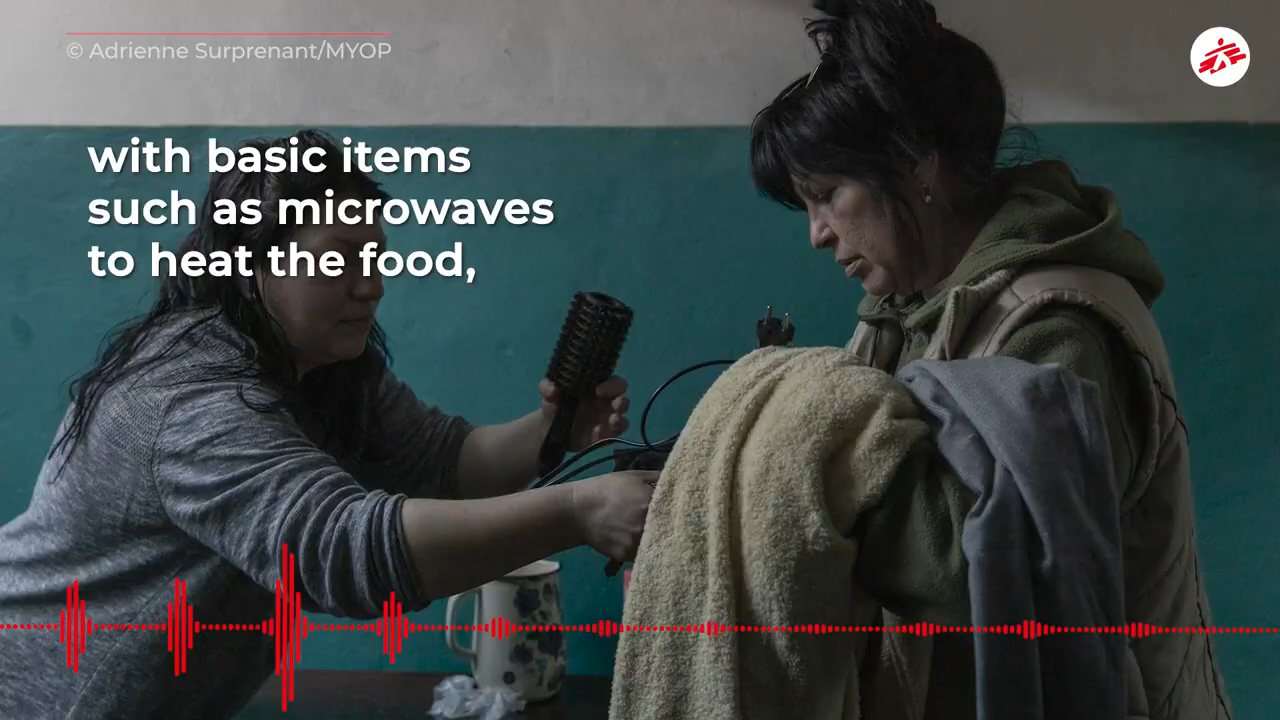 © Adrienne Surprenant/MYOP
with basic items
such as microwaves
to heat the food,